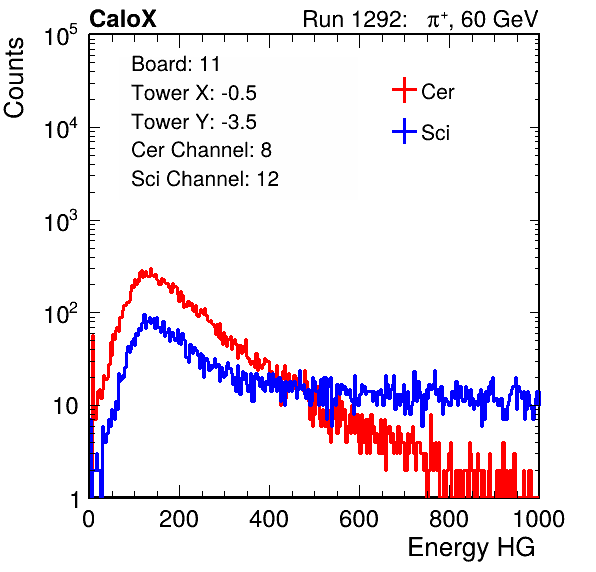 CaloX Run 1292: π⁺, 60 GeV
Counts
Board: 11
Tower X: -0.5
Tower Y: -3.5
Cer Channel: 8
Sci Channel: 12
Cer
Sci
10⁵
10⁴
10³
10²
10
1
0 200 400 600 800 1000
Energy HG